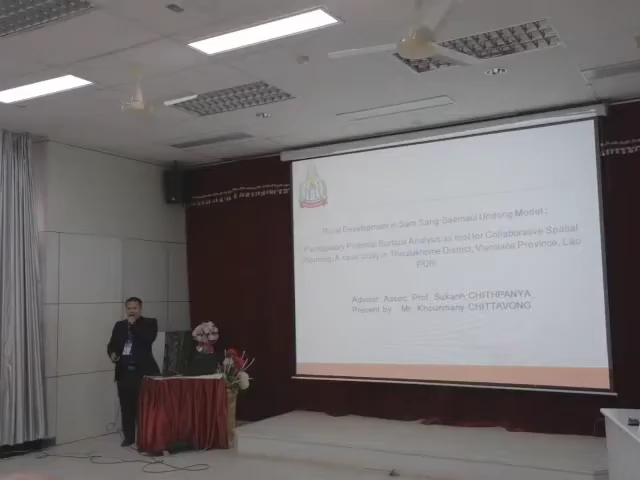 Rural Development in Sam Sang-Saemaul Undong Model :
Participatory Potential Surface Analysis as tool for Collaborative Spatial
Planning: A case study in Thoulakhome District, Vientiane Province, Lao
PDR
Advisor: Assoc. Prof. Sukanh CHITHPANYA
Present by: Mr. Khounmany CHITTAVONG